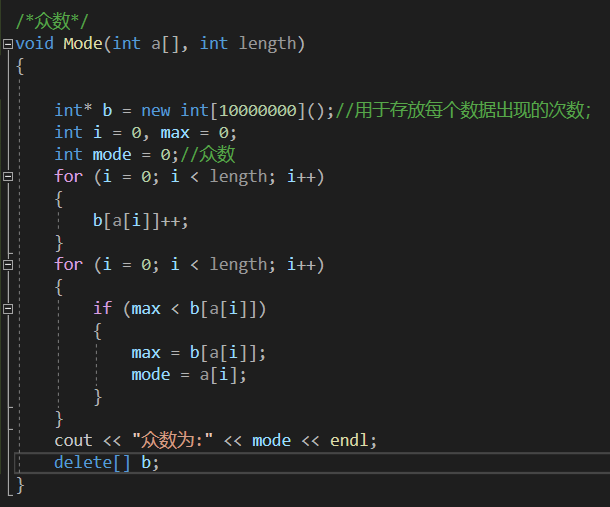 /*众数*/
void Mode(int a[], int length)
{
int* b = new int[10000000]();//用于存放每个数据出现的次数;
int i = 0, max = 0;
int mode = 0;//众数
for (i = 0; i < length; i++)
{
b[a[i]]++;
}
for (i = 0; i < length; i++)
{
if (max < b[a[i]])
{
max = b[a[i]];
mode = a[i];
}
}
cout << "众数为:" << mode << endl;
delete[] b;
}